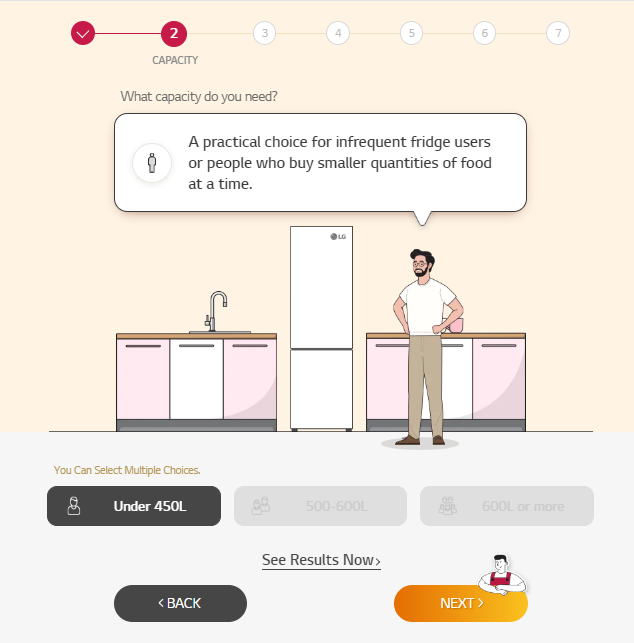 2 3 4 5 6 7
CAPACITY
What capacity do you need?
A practical choice for infrequent fridge users
or people who buy smaller quantities of food
at a time.
LG
You Can Select Multiple Choices.
Under 450L 500-600L 600L or more
See Results Now>
< BACK NEXT >